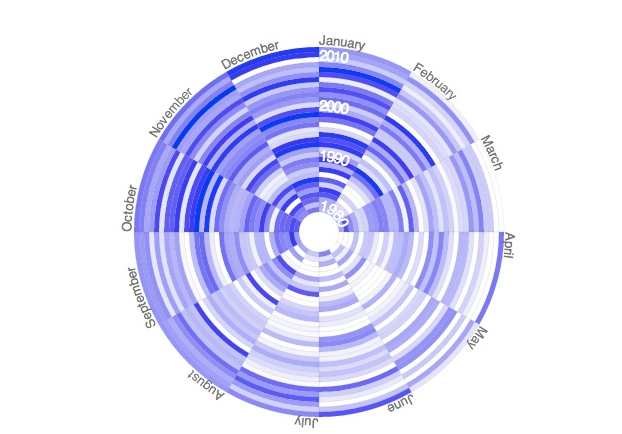 January
February
March
April
May
June
July
August
September
October
November
December
2010
2000
1990
1980